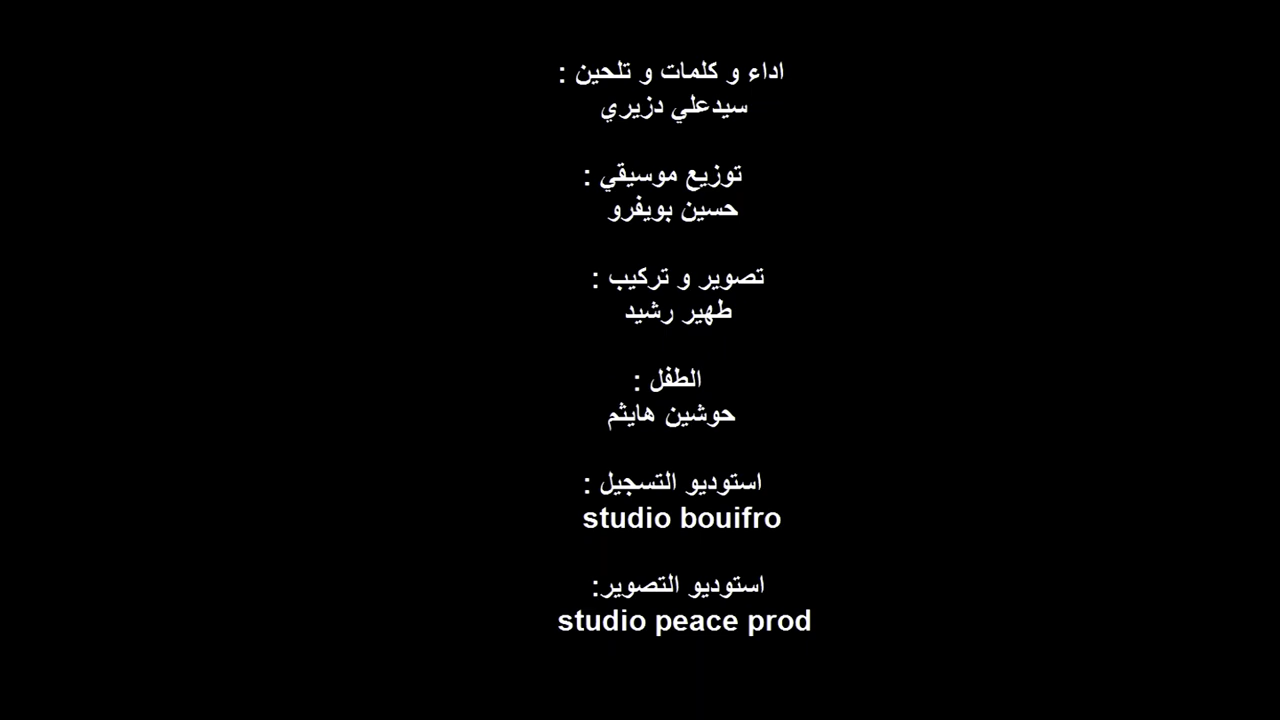 اداء و كلمات و تلحين :
سيدعلي دزيري
توزيع موسيقي :
حسين بويفرو
تصوير و تركيب :
طهير رشيد
الطفل :
حوشين هايثم
استوديو التسجيل :
studio bouifro
استوديو التصوير:
studio peace prod